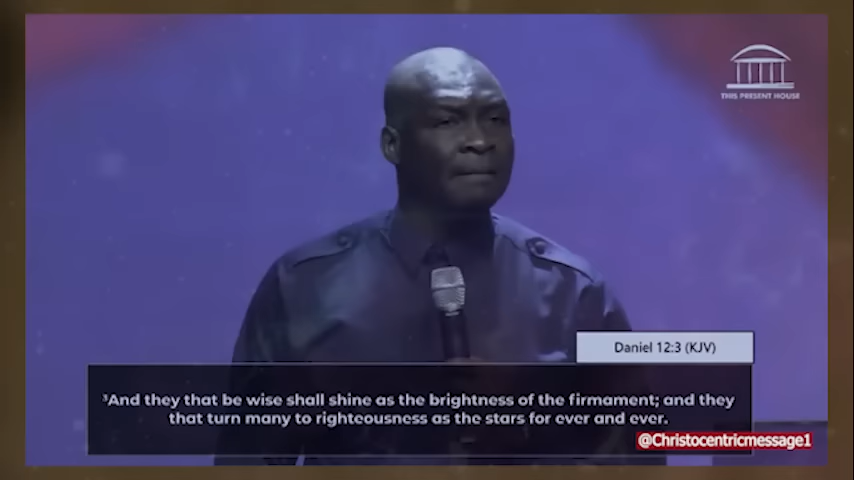 THIS PRESENT HOUSE
Daniel 12:3 (KJV)
³And they that be wise shall shine as the brightness of the firmament; and they
that turn many to righteousness as the stars for ever and ever.
@Christocentricmessage1